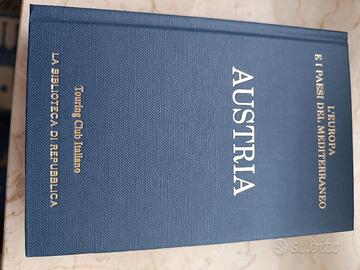 L'EUROPA
E I PAESI DEL MEDITERRANEO
AUSTRIA
Touring Club Italiano
LA BIBLIOTECA DI REPUBBLICA
subito